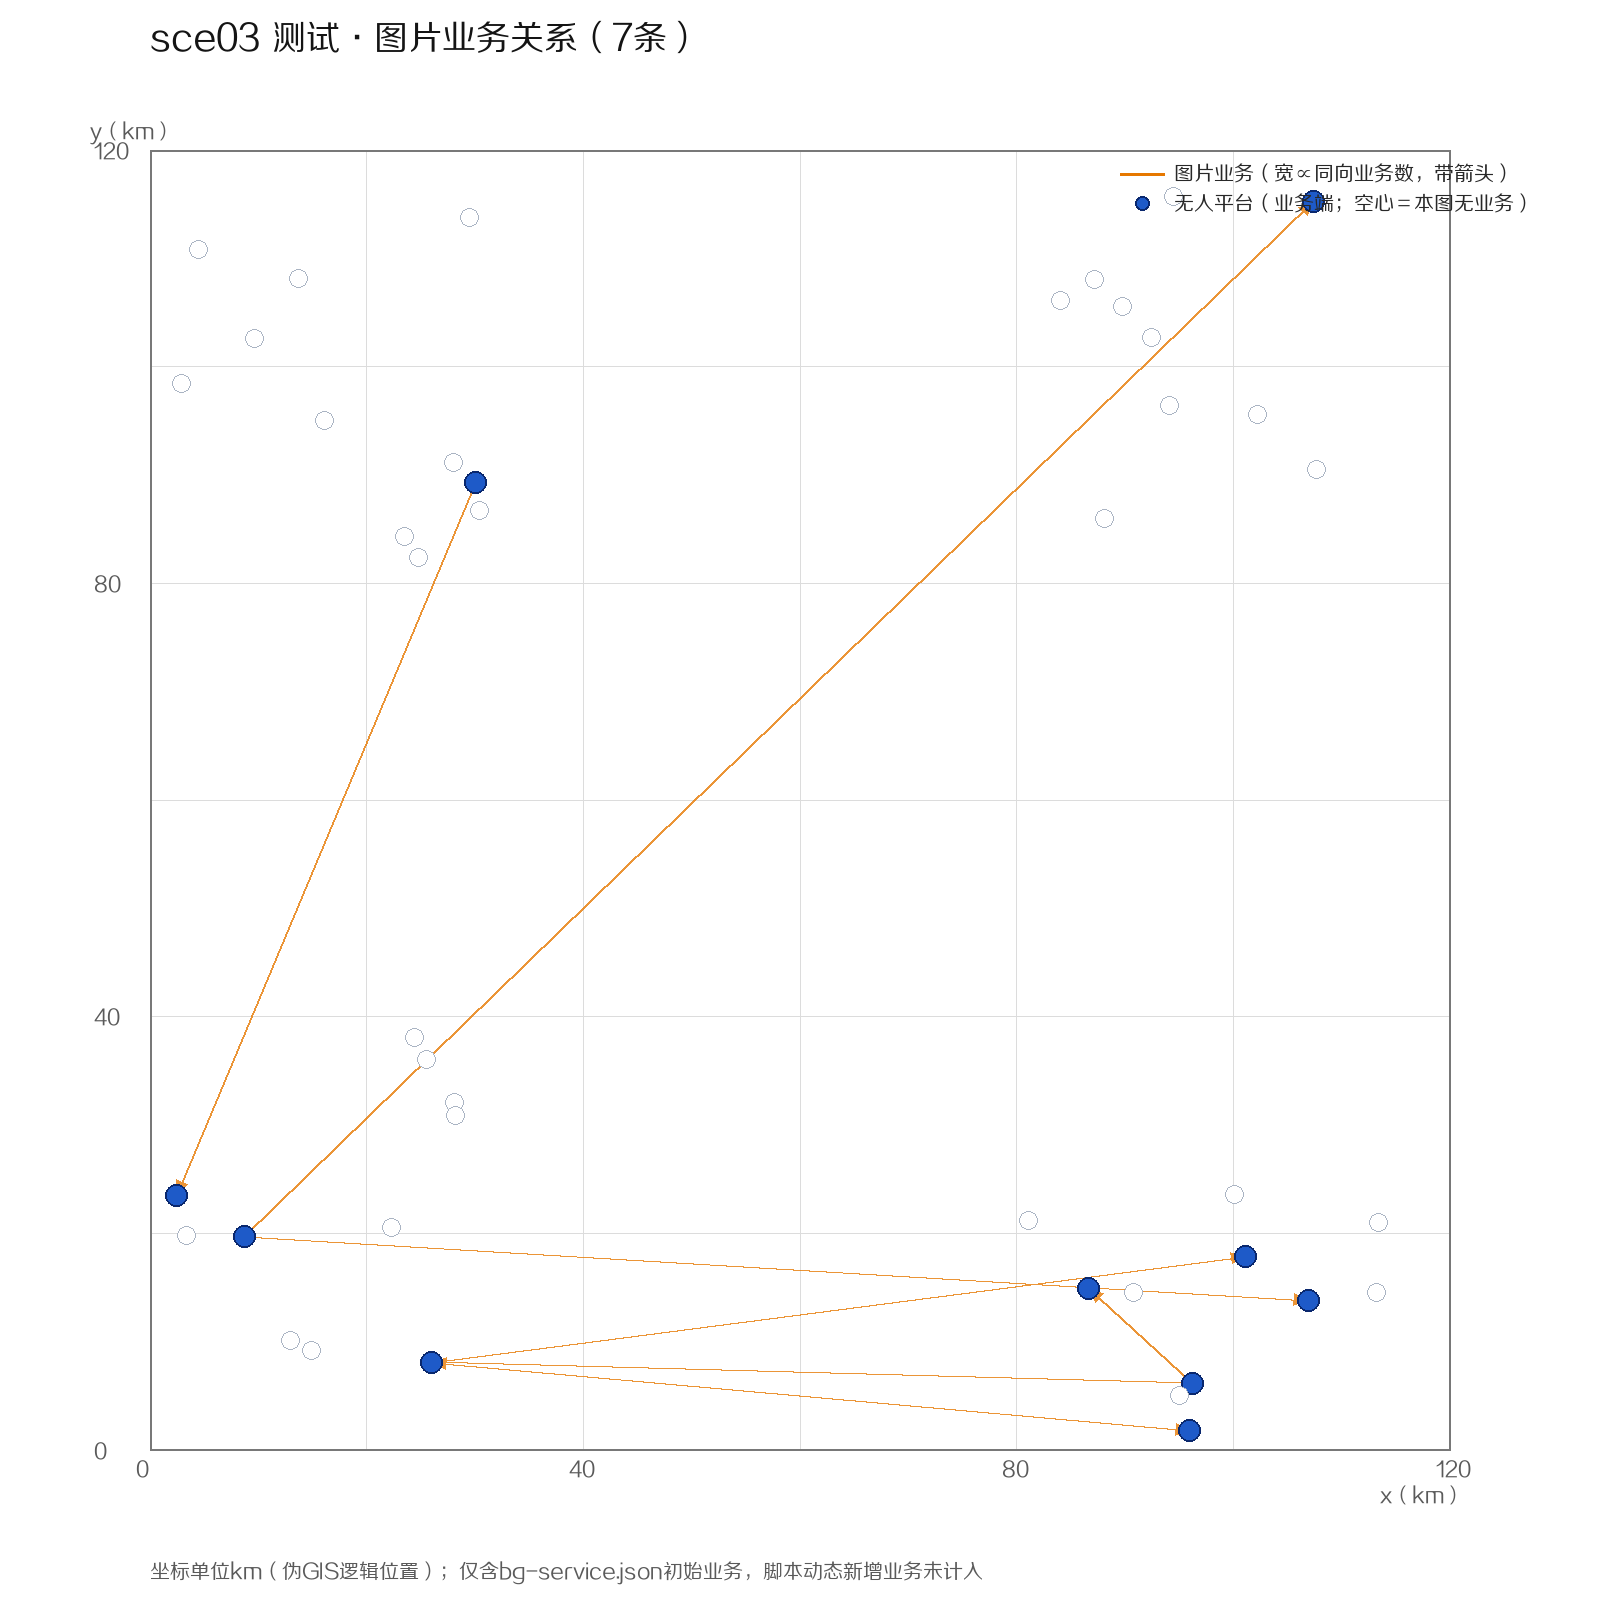 sce03 测试 · 图片业务关系（7条）
y（km）
120
图片业务（宽∝同向业务数，带箭头）
无人平台（业务端；空心＝本图无业务）
80
40
0
0
40
80
120
x（km）
坐标单位km（伪GIS逻辑位置）；仅含bg-service.json初始业务，脚本动态新增业务未计入